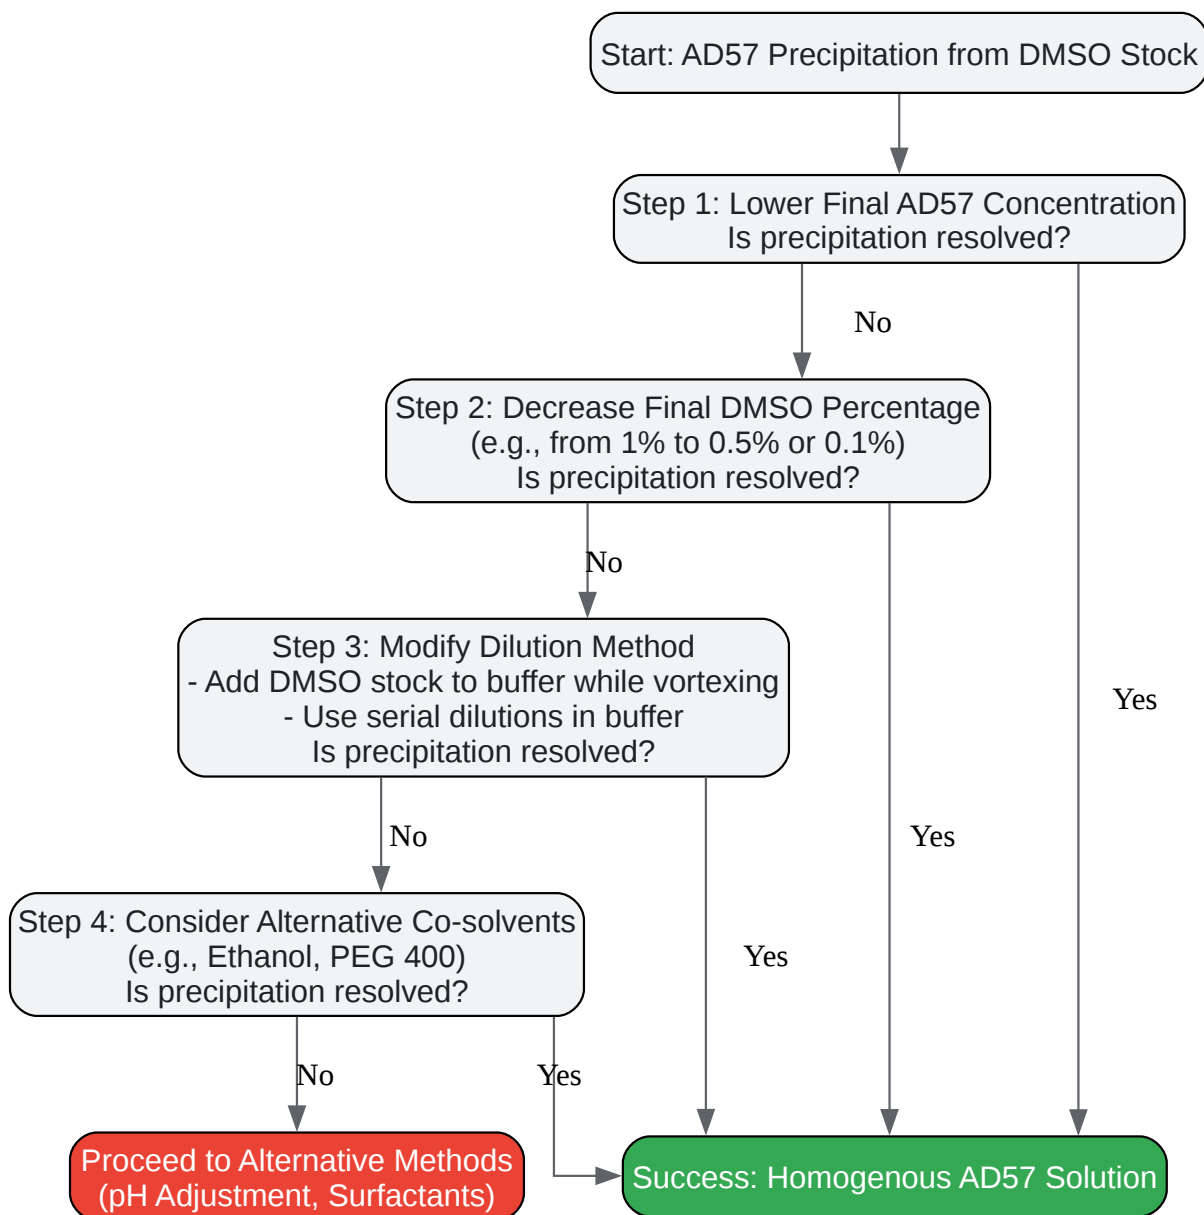 Start: AD57 Precipitation from DMSO Stock
Step 1: Lower Final AD57 Concentration
Is precipitation resolved?
No
Step 2: Decrease Final DMSO Percentage
(e.g., from 1% to 0.5% or 0.1%)
Is precipitation resolved?
No
Step 3: Modify Dilution Method
- Add DMSO stock to buffer while vortexing
- Use serial dilutions in buffer
Is precipitation resolved?
Yes
No
Yes
Step 4: Consider Alternative Co-solvents
(e.g., Ethanol, PEG 400)
Is precipitation resolved?
Yes
No
Yes
Proceed to Alternative Methods
(pH Adjustment, Surfactants)
Success: Homogenous AD57 Solution